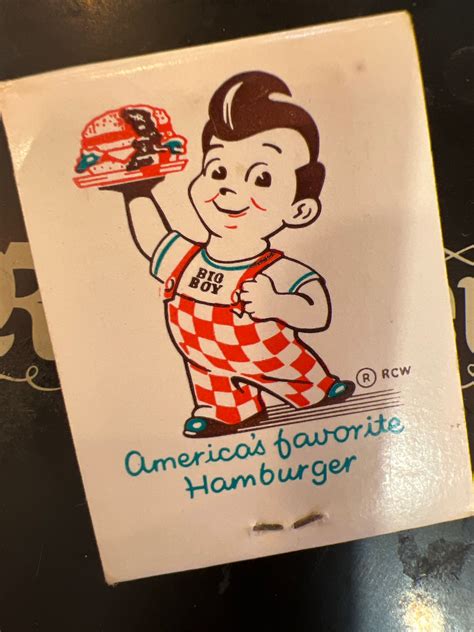 BIG
BOY
® RCW
america's favorite
Hamburger